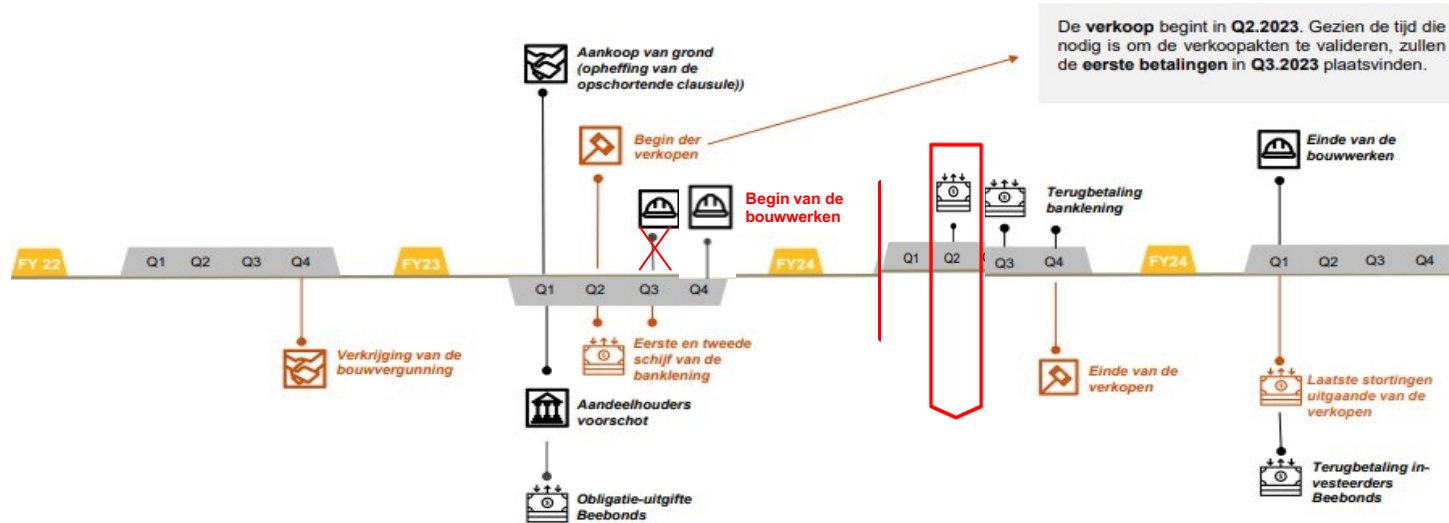 De verkoop begint in Q2.2023. Gezien de tijd die
nodig is om de verkoopakten te valideren, zullen
de eerste betalingen in Q3.2023 plaatsvinden.
Aankoop van grond
(opheffing van de
opschortende clausule))
Begin der
verkopen
Begin van de
bouwwerken
Terugbetaling
banklening
Einde van de
bouwwerken
FY 22
Q1 Q2 Q3 Q4
FY23
Q1 Q2 Q3 Q4
FY24
Q1 Q2 Q3 Q4
FY24
Q1 Q2 Q3 Q4
Verkrijging van de
bouwvergunning
Eerste en tweede
schijf van de
banklening
Aandeelhouders
voorschot
Obligatie-uitgifte
Beebonds
Einde van de
verkopen
Laatste stortingen
uitgaande van de
verkopen
Terugbetaling in-
vesteerders
Beebonds